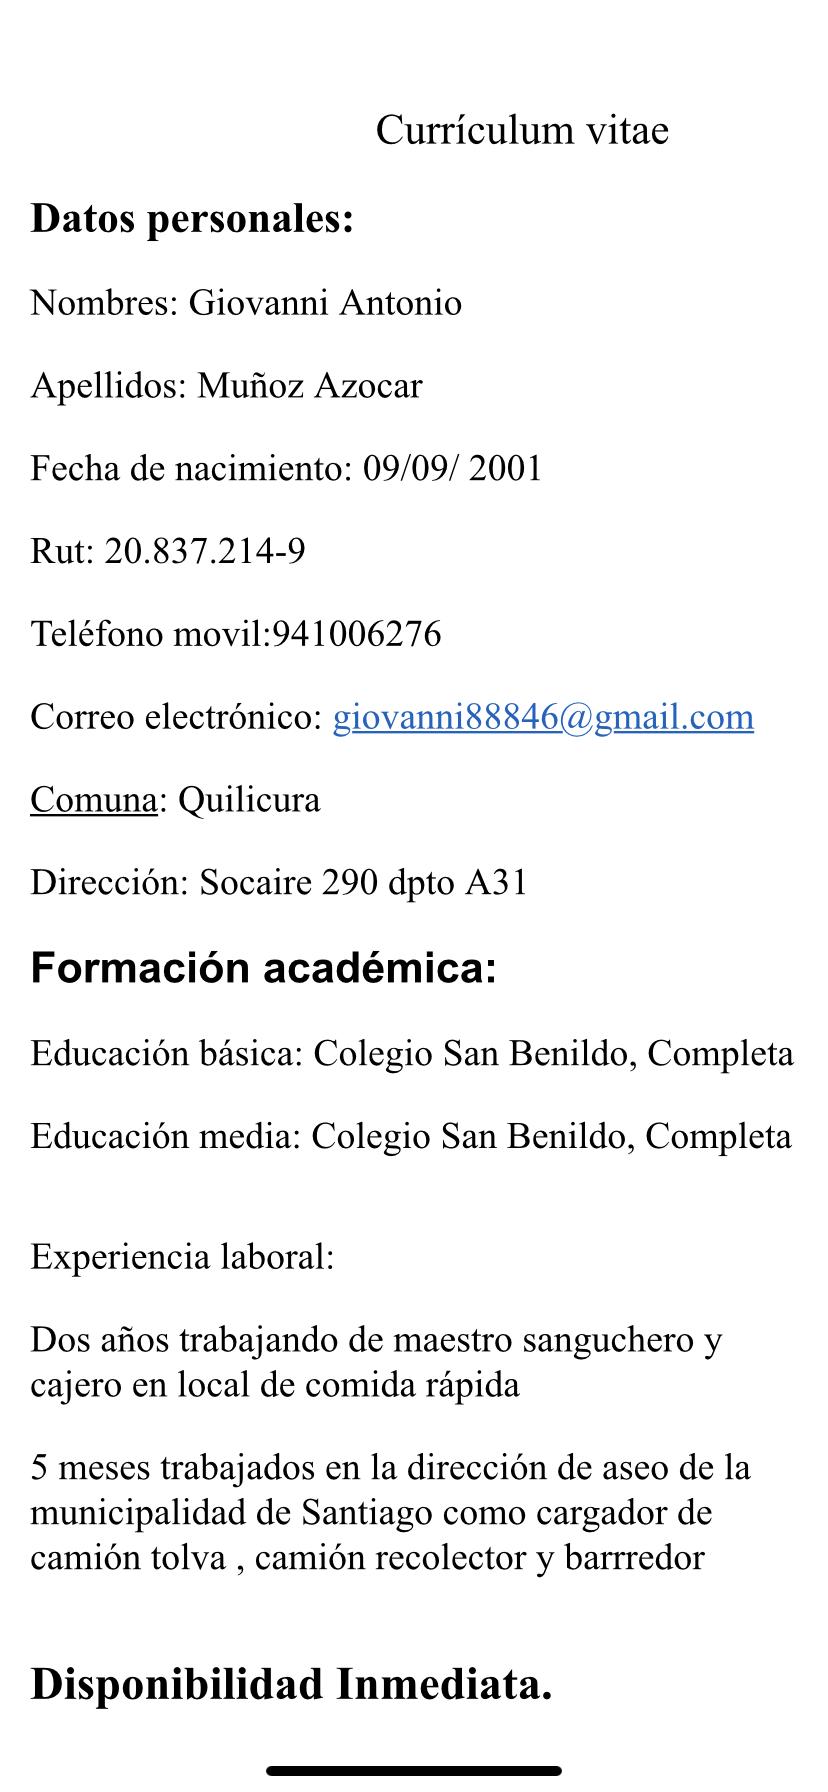 Currículum vitae
Datos personales:
Nombres: Giovanni Antonio
Apellidos: Muñoz Azocar
Fecha de nacimiento: 09/09/ 2001
Rut: 20.837.214-9
Teléfono movil:941006276
Correo electrónico: giovanni88846@gmail.com
Comuna: Quilicura
Dirección: Socaire 290 dpto A31
Formación académica:
Educación básica: Colegio San Benildo, Completa
Educación media: Colegio San Benildo, Completa
Experiencia laboral:
Dos años trabajando de maestro sanguchero y
cajero en local de comida rápida
5 meses trabajados en la dirección de aseo de la
municipalidad de Santiago como cargador de
camión tolva , camión recolector y barrredor
Disponibilidad Inmediata.